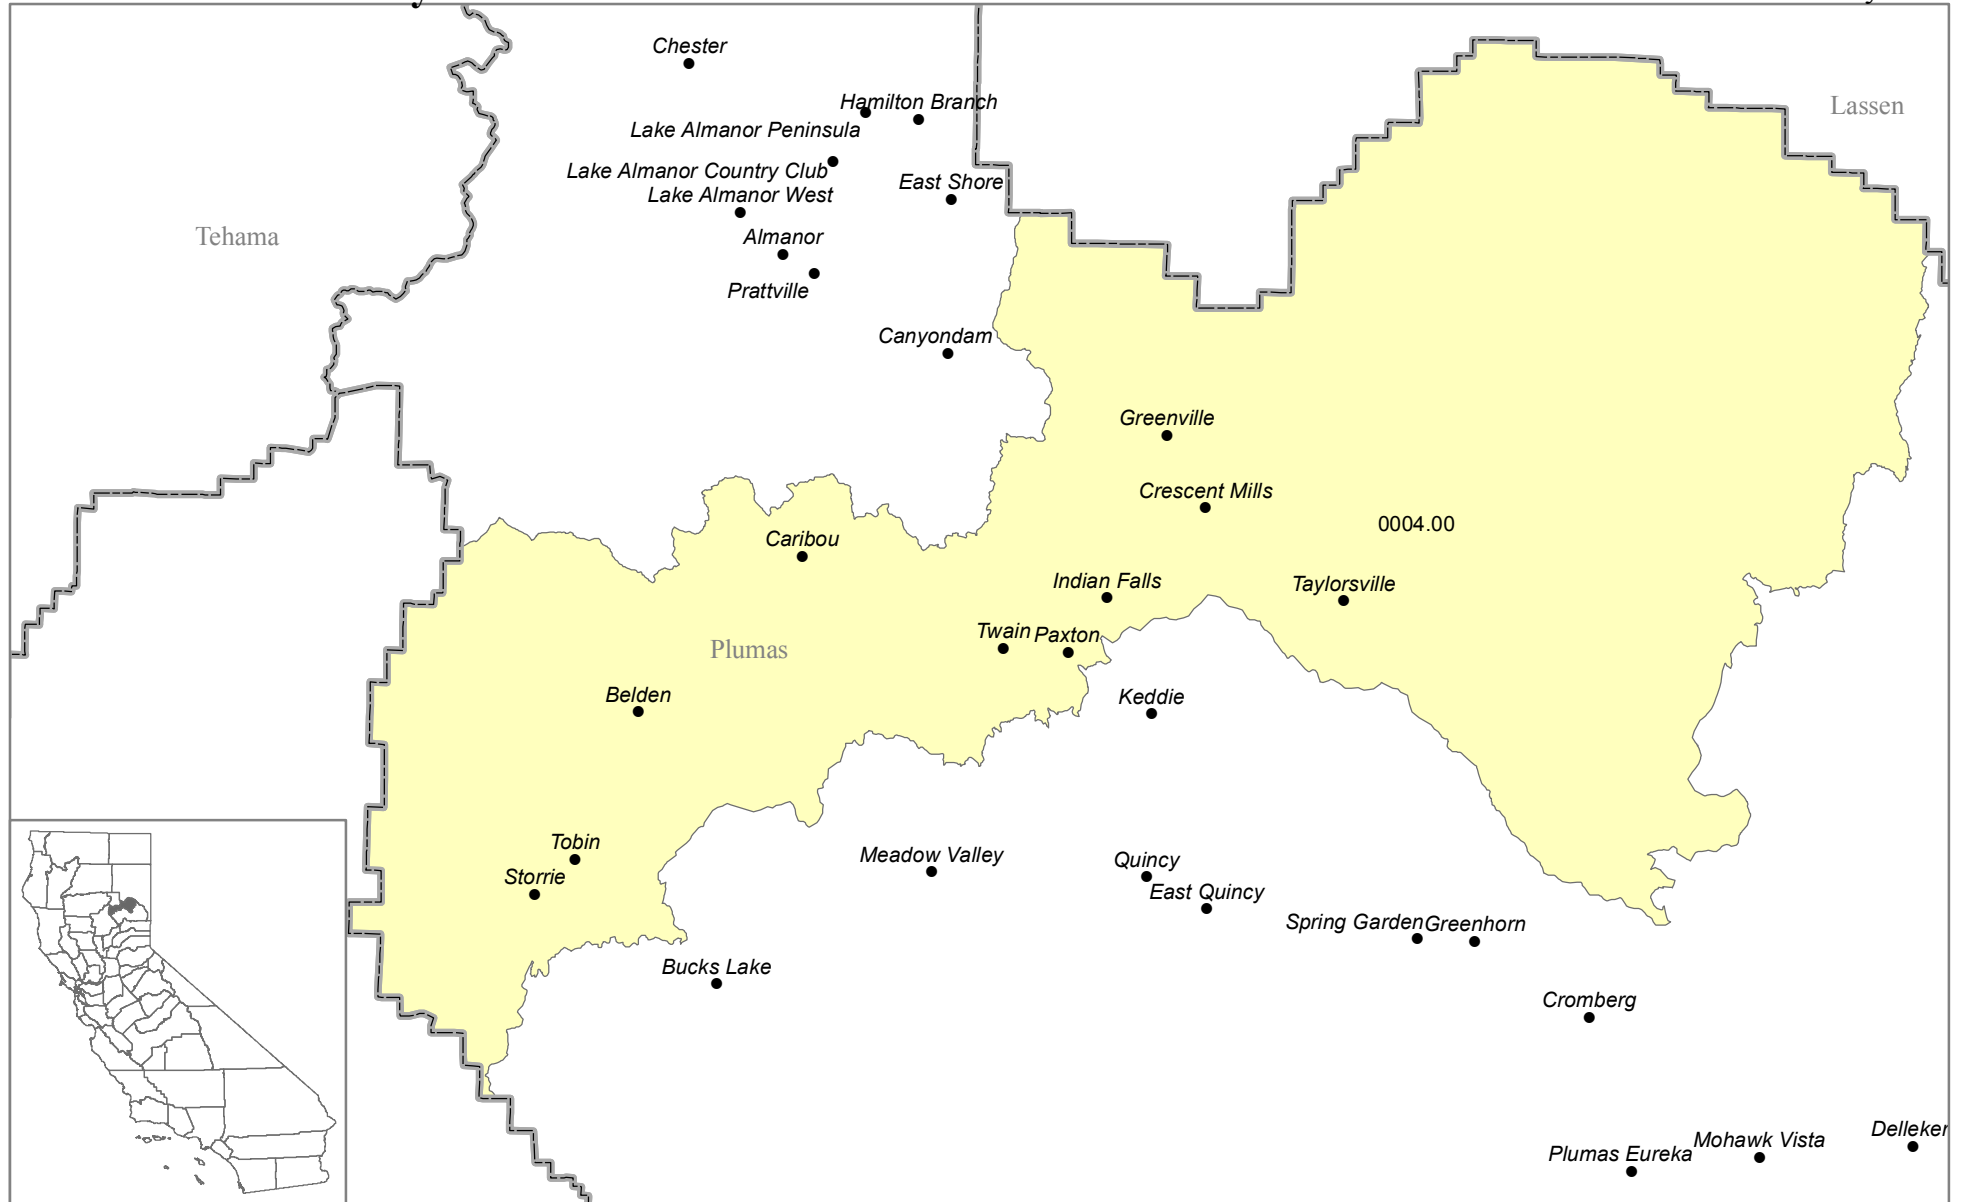 Chester
Hamilton Branch
Lassen
Lake Almanor Peninsula
Lake Almanor Country Club
East Shore
Lake Almanor West
Tehama
Almanor
Prattville
Canyondam
Greenville
Crescent Mills
0004.00
Caribou
Indian Falls
Taylorsville
Twain
Paxton
Plumas
Belden
Keddie
Tobin
Storrie
Meadow Valley
Quincy
East Quincy
Spring Garden
Greenhorn
Bucks Lake
Cromberg
Delleker
Mohawk Vista
Plumas Eureka